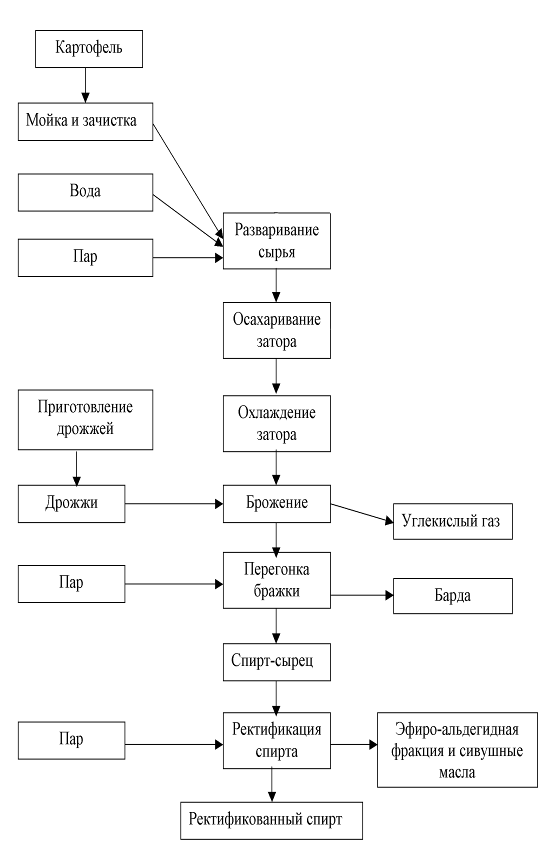 Картофель
Мойка и зачистка
Вода
Пар
Разваривание
сырья
Осахаривание
затора
Приготовление
дрожжей
Охлаждение
затора
Дрожжи
Брожение
Углекислый газ
Пар
Перегонка
бражки
Барда
Спирт-сырец
Пар
Ректификация
спирта
Эфиро-альдегидная
фракция и сивушные
масла
Ректификованный спирт